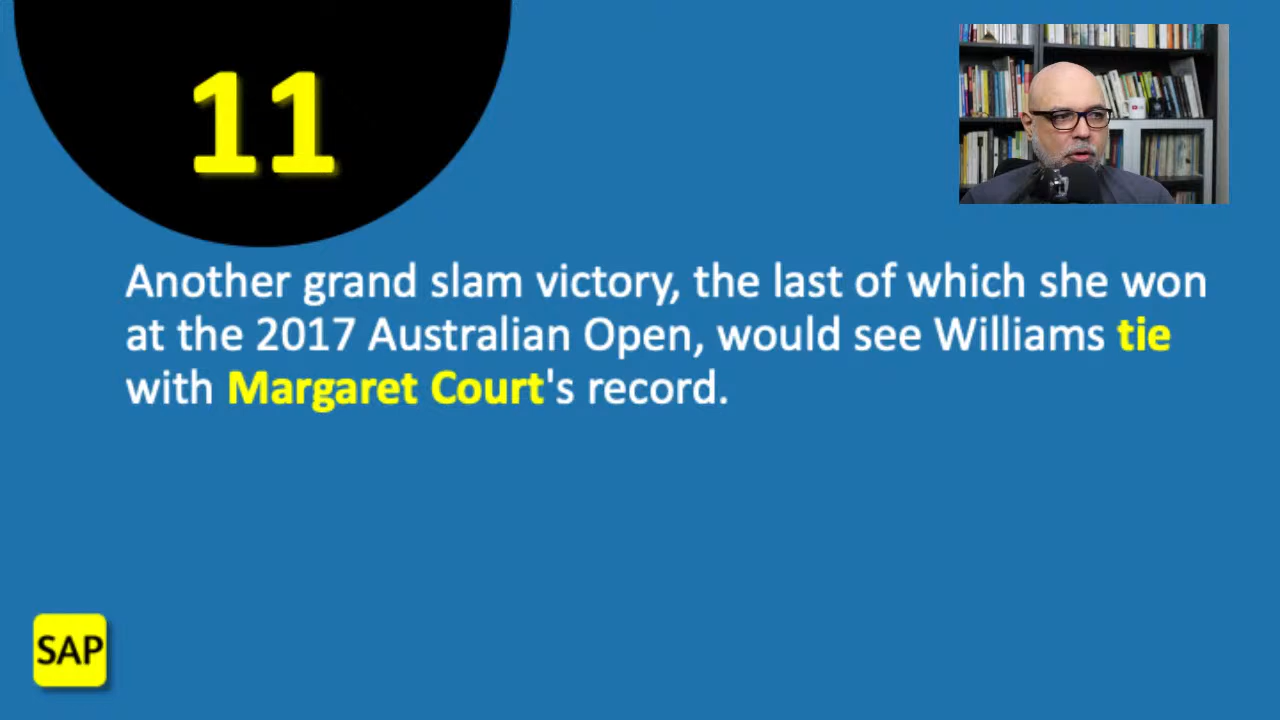 11
Another grand slam victory, the last of which she won
at the 2017 Australian Open, would see Williams tie
with Margaret Court's record.
SAP